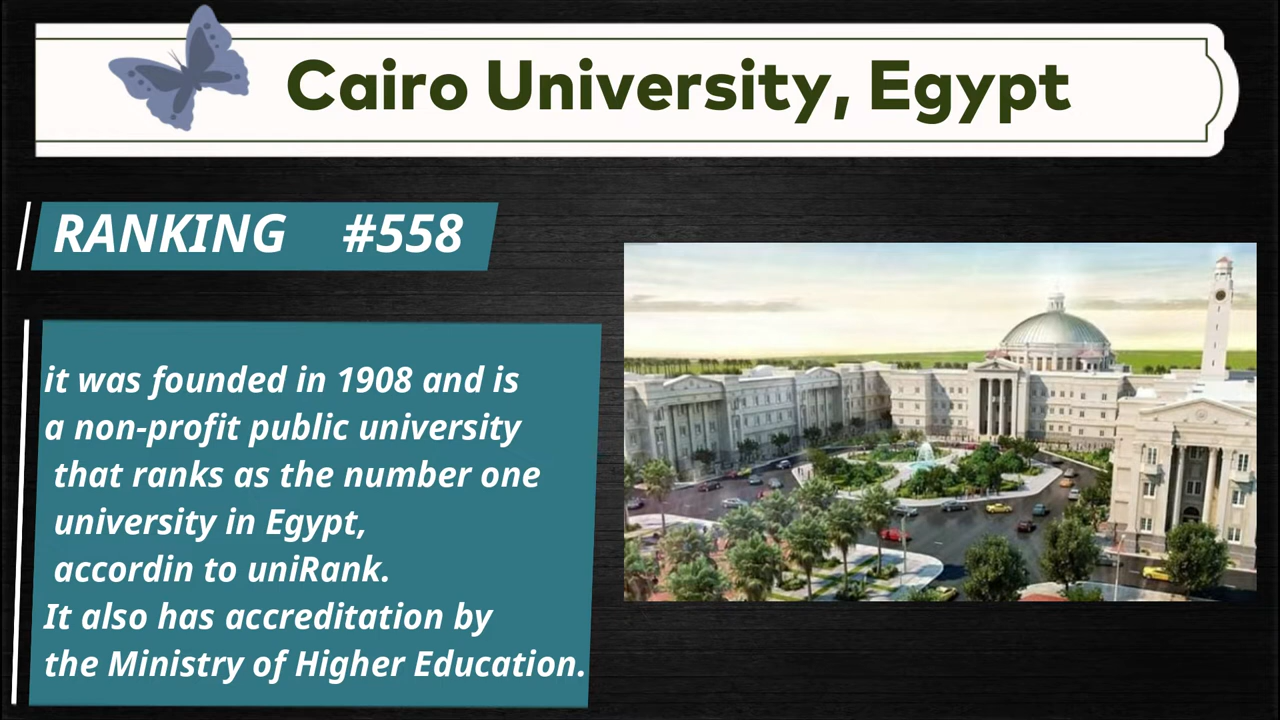 Cairo University, Egypt
RANKING #558
it was founded in 1908 and is
a non-profit public university
that ranks as the number one
university in Egypt,
accordin to uniRank.
It also has accreditation by
the Ministry of Higher Education.